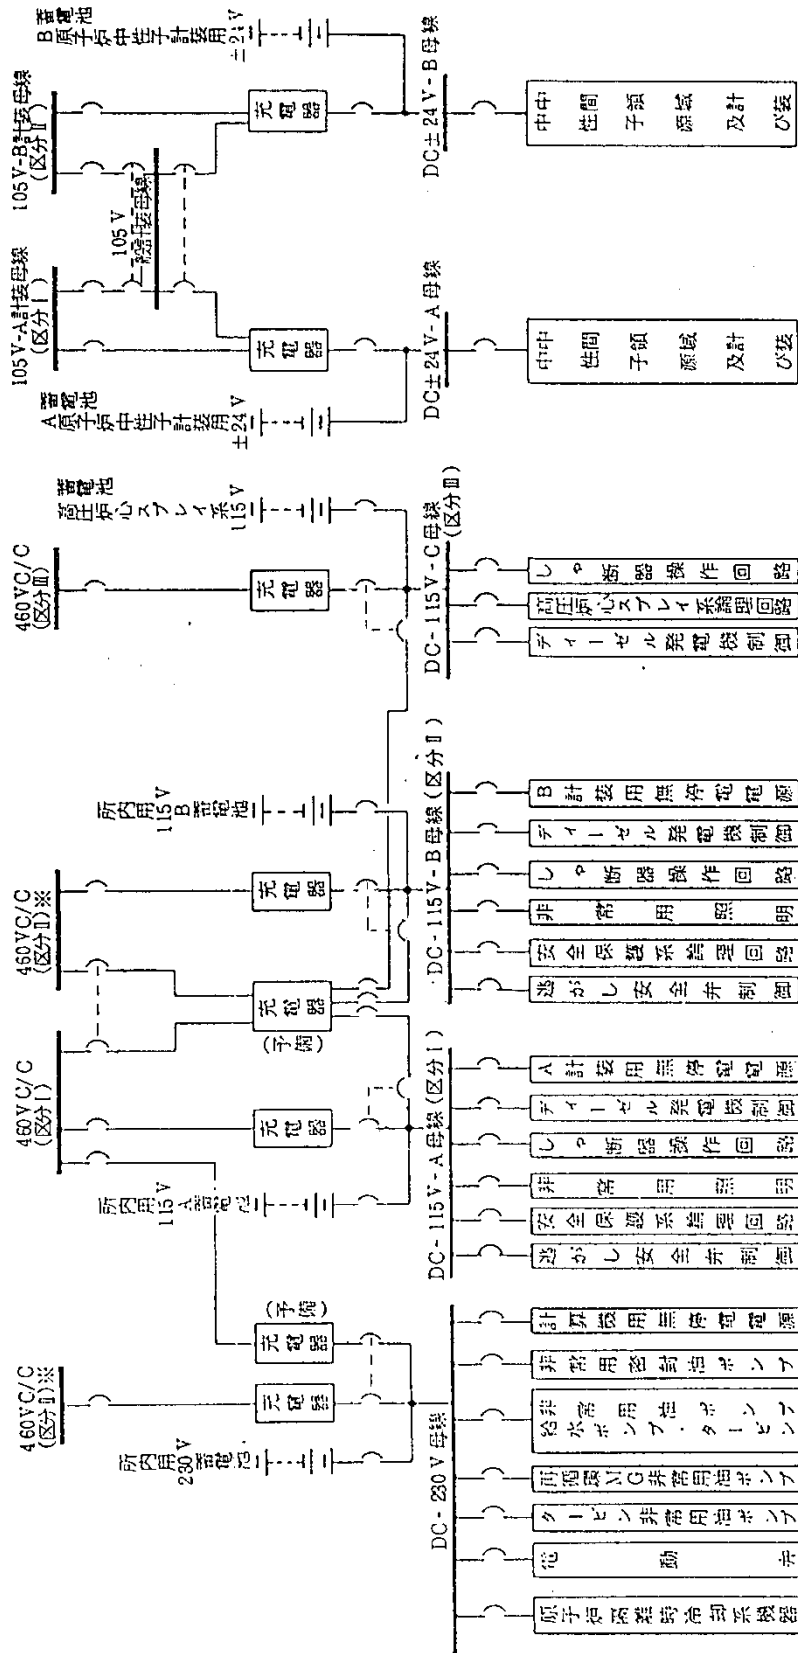 460VC/C
(区分Ⅱ)※
所内用
230V
蓄電池
充電器
充電器
(予備)
DC-230V母線
原子炉隔離時冷却系機器
電動弁
タービン非常用油ポンプ
再循環MG非常用油ポンプ
給水ポンプ・タービン
非常用油ポンプ
非常用密封油ポンプ
計算機用無停電電源
460VC/C
(区分Ⅰ)
所内用
115V
A蓄電池
充電器
充電器
(予備)
DC-115V-A母線(区分Ⅰ)
逃がし安全弁制御
安全保護系論理回路
非常用照明
しゃ断器操作回路
ディーゼル発電機制御
A計装用無停電電源
460VC/C
(区分Ⅱ)※
充電器
所内用
115V
B蓄電池
DC-115V-B母線(区分Ⅱ)
逃がし安全弁制御
安全保護系論理回路
非常用照明
しゃ断器操作回路
ディーゼル発電機制御
B計装用無停電電源
460VC/C
(区分Ⅲ)
充電器
蓄電池
高圧炉心スプレイ系
115V
DC-115V-C母線
(区分Ⅲ)
ディーゼル発電機制御
高圧炉心スプレイ系論理回路
しゃ断器操作回路
蓄電池
A原子炉中性子計装用
±24V
105V-A計装母線
(区分Ⅰ)
充電器
DC±24V-A母線
中性子源及び
中間領域計装
105V
一般計装母線
105V-B計装母線
(区分Ⅱ)
充電器
蓄電池
B原子炉中性子計装用
±24V
DC±24V-B母線
中性子源及び
中間領域計装